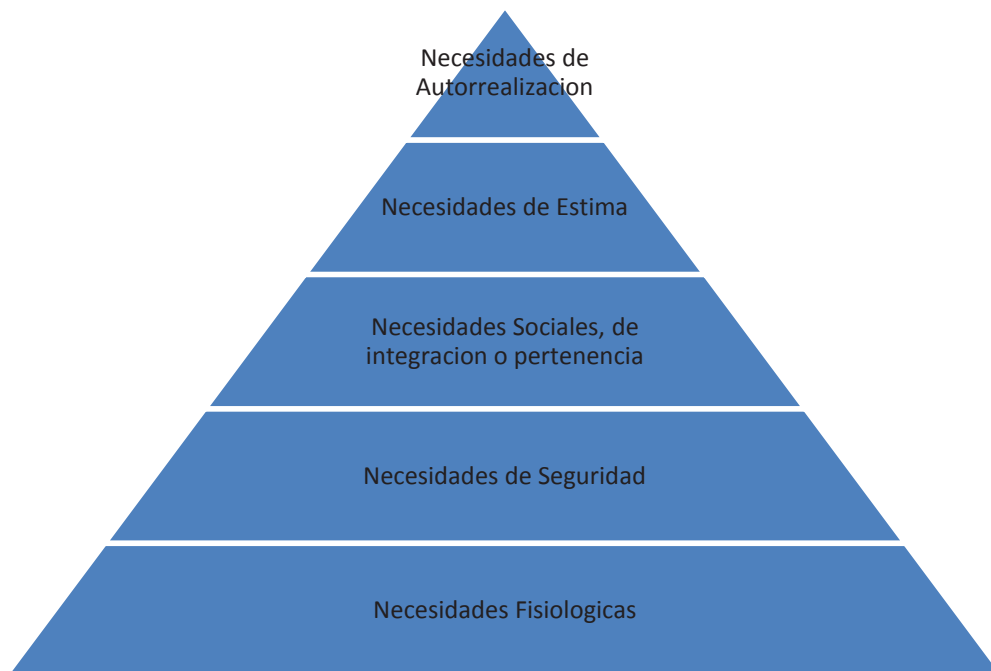 Necesidades de
Autorrealizacion
Necesidades de Estima
Necesidades Sociales, de
integracion o pertenencia
Necesidades de Seguridad
Necesidades Fisiologicas